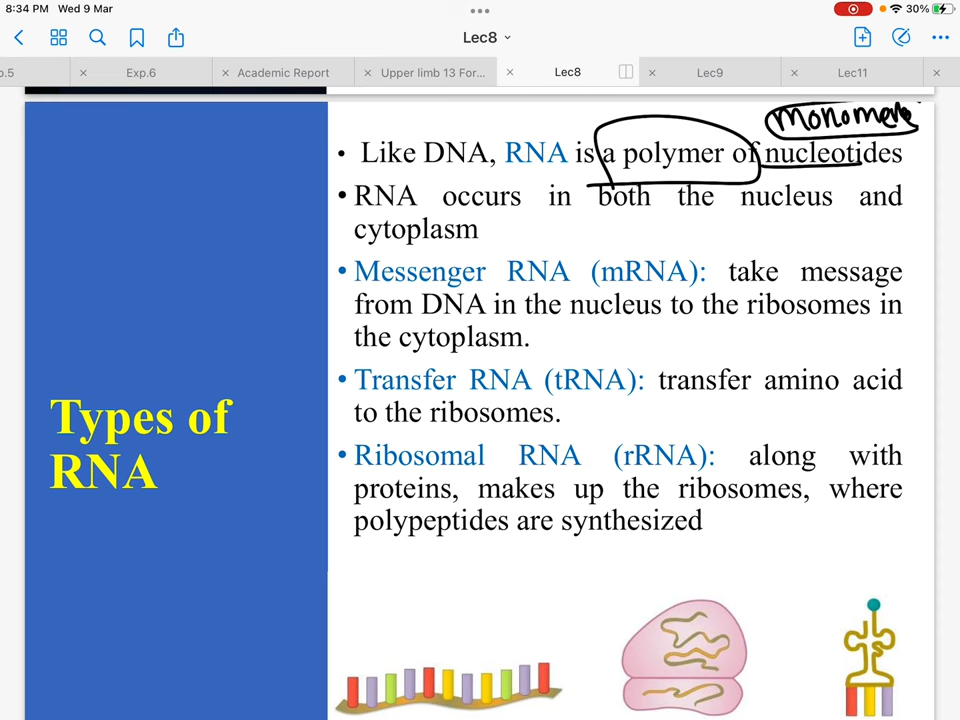 8:34 PM Wed 9 Mar
30%
Lec8
p.5
Exp.6
Academic Report
Upper limb 13 For...
Lec8
Lec9
Lec11
monomers
• Like DNA, RNA is a polymer of nucleotides
• RNA occurs in both the nucleus and
cytoplasm
• Messenger RNA (mRNA): take message
from DNA in the nucleus to the ribosomes in
the cytoplasm.
• Transfer RNA (tRNA): transfer amino acid
to the ribosomes.
• Ribosomal RNA (rRNA): along with
proteins, makes up the ribosomes, where
polypeptides are synthesized
Types of
RNA